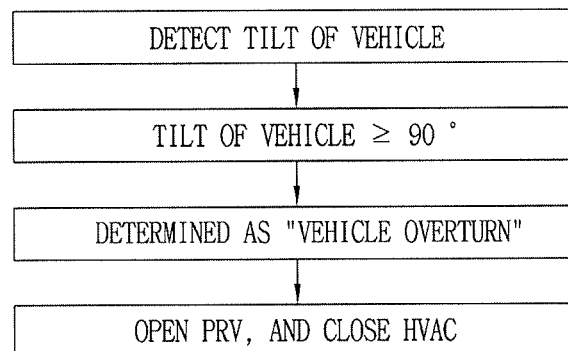 DETECT TILT OF VEHICLE
TILT OF VEHICLE ≥ 90 °
DETERMINED AS "VEHICLE OVERTURN"
OPEN PRV, AND CLOSE HVAC